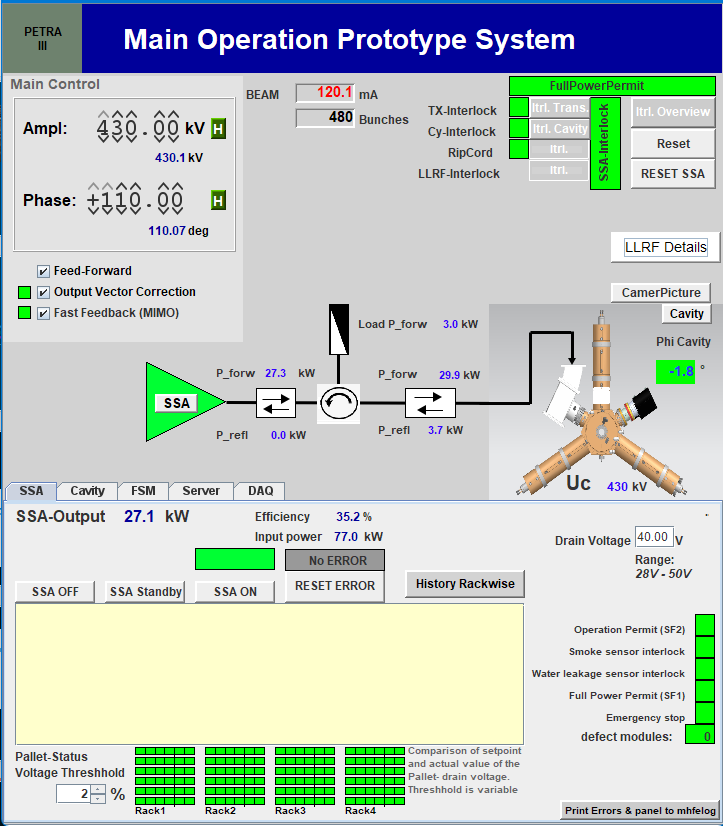 PETRA
III
Main Operation Prototype System
Main Control
Ampl: 430.00 kV H
430.1 kV
Phase: +110.00 H
110.07 deg
Feed-Forward
Output Vector Correction
Fast Feedback (MIMO)
BEAM 120.1 mA
480 Bunches
FullPowerPermit
TX-Interlock Itrl. Trans.
Cy-Interlock Itrl. Cavity
RipCord Itrl.
LLRF-Interlock Itrl.
SSA-Interlock
Itrl. Overview
Reset
RESET SSA
LLRF Details
CamerPicture
Cavity
Phi Cavity
-1.8 °
Load P_forw 3.0 kW
P_forw 27.3 kW
P_forw 29.9 kW
SSA
P_refl 0.0 kW
P_refl 3.7 kW
Uc 430 kV
SSA Cavity FSM Server DAQ
SSA-Output 27.1 kW
Efficiency 35.2 %
Input power 77.0 kW
No ERROR
SSA OFF SSA Standby SSA ON RESET ERROR History Rackwise
Drain Voltage 40.00 V
Range:
28V - 50V
Operation Permit (SF2)
Smoke sensor interlock
Water leakage sensor interlock
Full Power Permit (SF1)
Emergency stop
defect modules: 0
Pallet-Status
Voltage Threshhold
2 %
Rack1 Rack2 Rack3 Rack4
Comparison of setpoint
and actual value of the
Pallet- drain voltage.
Threshhold is variable
Print Errors & panel to mhfelog